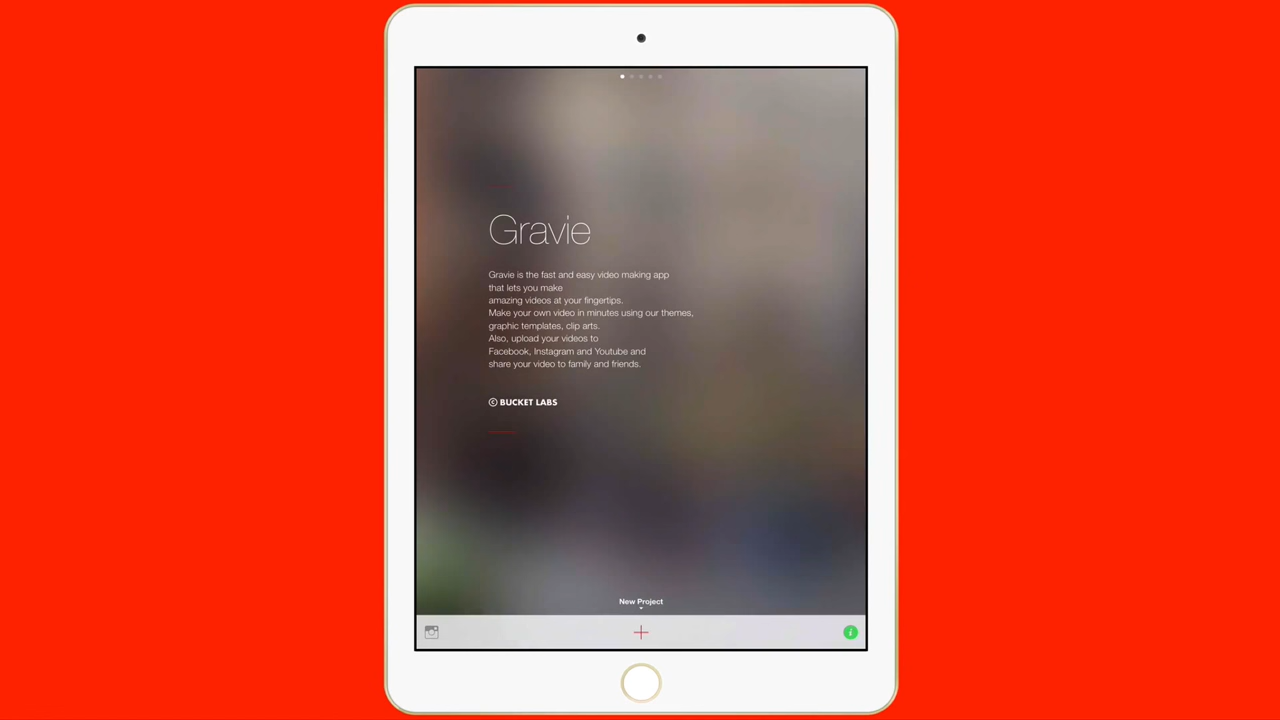 Gravie
Gravie is the fast and easy video making app
that lets you make
amazing videos at your fingertips.
Make your own video in minutes using our themes,
graphic templates, clip arts.
Also, upload your videos to
Facebook, Instagram and Youtube and
share your video to family and friends.
© BUCKET LABS
New Project
i